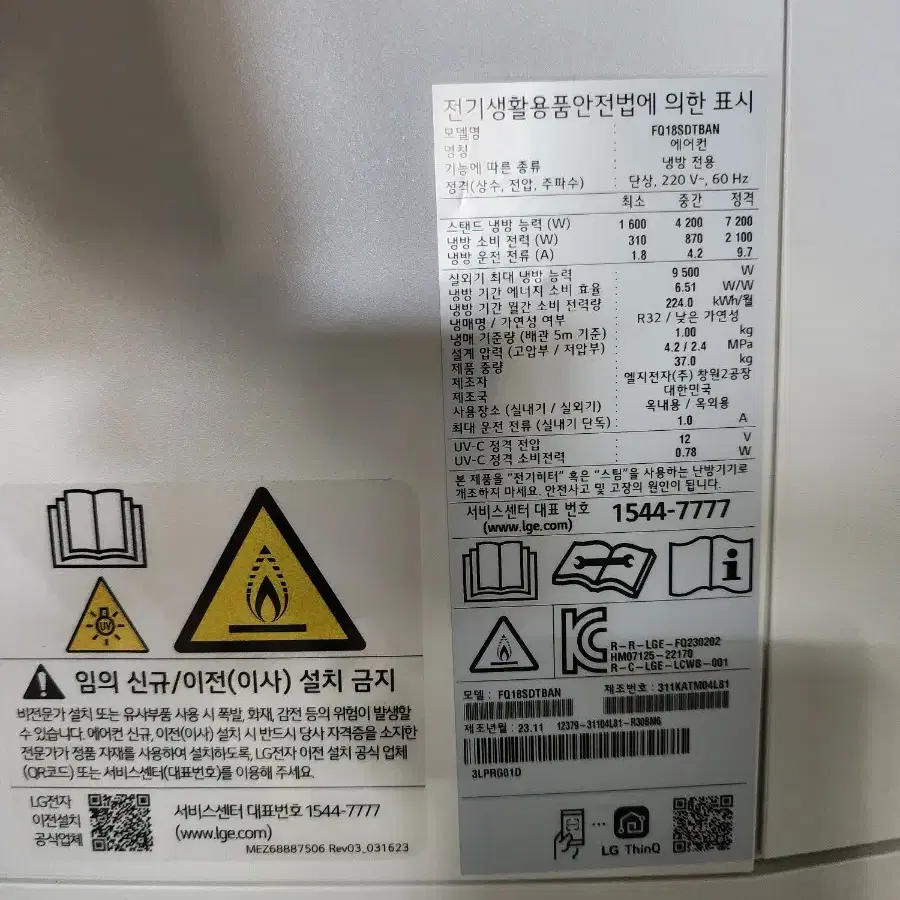 전기생활용품안전법에 의한 표시
모델명 : FQ18SDTBAN
명칭 : 에어컨
기능에 따른 종류 : 냉방 전용
정격(상수, 전압, 주파수) : 단상, 220 V~, 60 Hz
최소 중간 정격
스탠드 냉방 능력 (W) 1 600 4 200 7 200
냉방 소비 전력 (W) 310 870 2 100
냉방 운전 전류 (A) 1.8 4.2 9.7
실외기 최대 냉방 능력 : 9 500 W
냉방 기간 에너지 소비 효율 : 6.51 W/W
냉방 기간 월간 소비 전력량 : 224.0 kWh/월
냉매명 / 가연성 여부 : R32 / 낮은 가연성
냉매 기준량 (배관 5m 기준) : 1.00 kg
설계 압력 (고압부 / 저압부) : 4.2 / 2.4 MPa
제품 중량 : 37.0 kg
제조자 : 엘지전자(주) 창원2공장
제조국 : 대한민국
사용장소 (실내기 / 실외기) : 옥내용 / 옥외용
최대 운전 전류 (실내기 단독) : 1.0 A
UV-C 정격 전압 : 12 V
UV-C 정격 소비전력 : 0.78 W
본 제품을 "전기히터" 혹은 "스팀"을 사용하는 난방기기로
개조하지 마세요. 안전사고 및 고장의 원인이 됩니다.
서비스센터 대표 번호 1544-7777
(www.lge.com)
R-R-LGE-FQ230202
HM07125-22170
R-C-LGE-LCWB-001
모델 : FQ18SDTBAN 제조번호 : 311KATM04L81
제조년월 : 23.11 12379-31104L81-R308M6
3LPRG01D
LG ThinQ
UV
임의 신규/이전(이사) 설치 금지
비전문가 설치 또는 유사부품 사용 시 폭발, 화재, 감전 등의 위험이 발생할
수 있습니다. 에어컨 신규, 이전(이사) 설치 시 반드시 당사 자격증을 소지한
전문가가 정품 자재를 사용하여 설치하도록, LG전자 이전 설치 공식 업체
(QR코드) 또는 서비스센터(대표번호)를 이용해 주세요.
LG전자
이전설치
공식업체
서비스센터 대표번호 1544-7777
(www.lge.com)
MEZ68887506 Rev03_031623